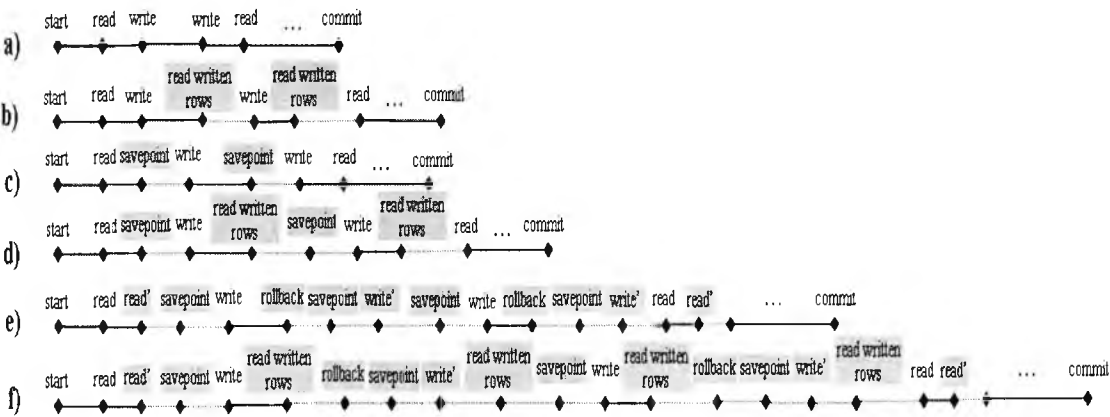 start read write write read ... commit
a)
read written rows read written rows
start read write write read ... commit
b)
start read savepoint write savepoint write read ... commit
c)
read written rows read written rows
start read savepoint write savepoint write read ... commit
d)
start read read' savepoint write rollback savepoint write' savepoint write rollback savepoint write' read read' ... commit
e)
read written rows read written rows read written rows read written rows
start read read' savepoint write rollback savepoint write' savepoint write rollback savepoint write' read read' ... commit
f)